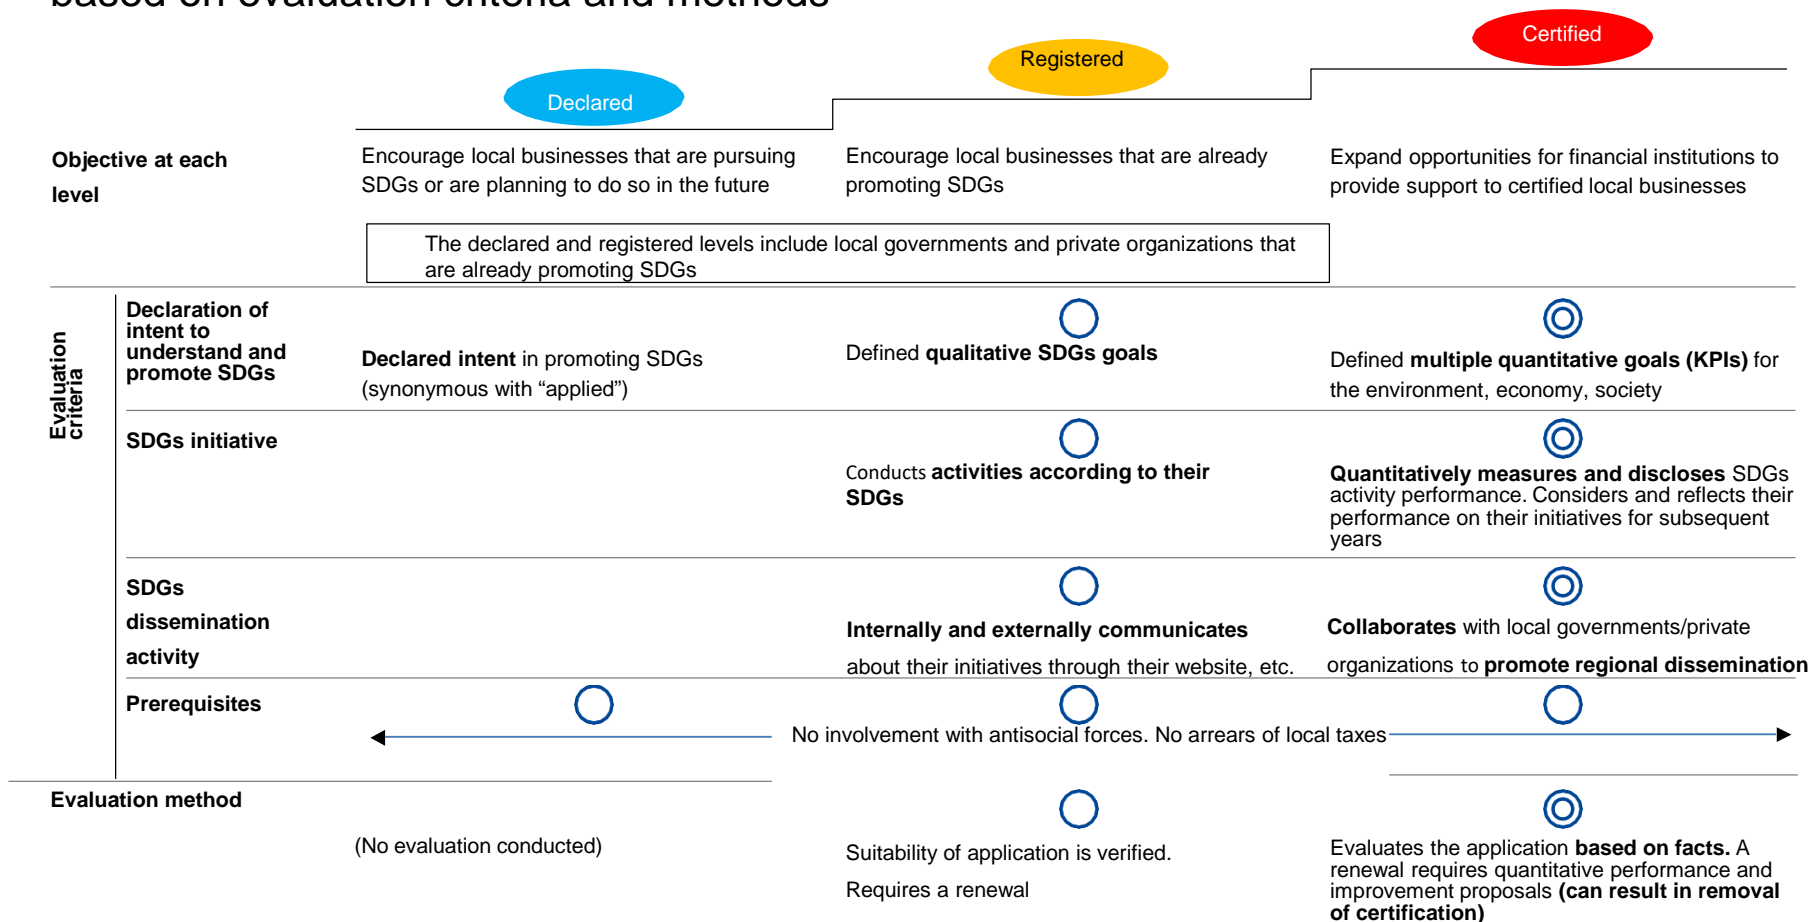 based on evaluation criteria and methods
Certified
Registered
Declared
Objective at each
level
Encourage local businesses that are pursuing
SDGs or are planning to do so in the future
Encourage local businesses that are already
promoting SDGs
Expand opportunities for financial institutions to
provide support to certified local businesses
The declared and registered levels include local governments and private organizations that
are already promoting SDGs
Evaluation
criteria
Declaration of
intent to
understand and
promote SDGs
Declared intent in promoting SDGs
(synonymous with “applied”)
Defined qualitative SDGs goals
Defined multiple quantitative goals (KPIs) for
the environment, economy, society
SDGs initiative
Conducts activities according to their
SDGs
Quantitatively measures and discloses SDGs
activity performance. Considers and reflects their
performance on their initiatives for subsequent
years
SDGs
dissemination
activity
Internally and externally communicates
about their initiatives through their website, etc.
Collaborates with local governments/private
organizations to promote regional dissemination
Prerequisites
No involvement with antisocial forces. No arrears of local taxes
Evaluation method
(No evaluation conducted)
Suitability of application is verified.
Requires a renewal
Evaluates the application based on facts. A
renewal requires quantitative performance and
improvement proposals (can result in removal
of certification)